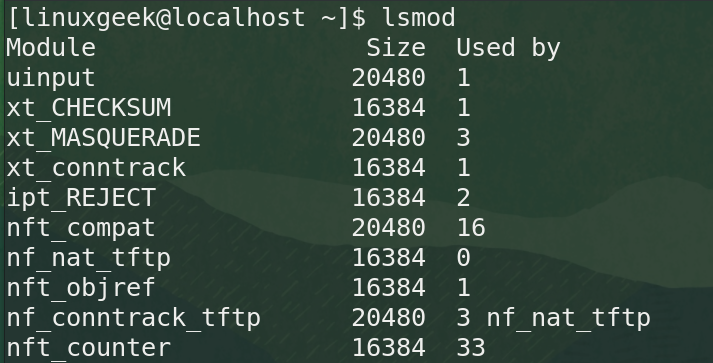 [linuxgeek@localhost ~]$ lsmod
Module                  Size  Used by
uinput                 20480  1
xt_CHECKSUM            16384  1
xt_MASQUERADE          20480  3
xt_conntrack           16384  1
ipt_REJECT             16384  2
nft_compat             20480  16
nf_nat_tftp            16384  0
nft_objref             16384  1
nf_conntrack_tftp      20480  3 nf_nat_tftp
nft_counter            16384  33